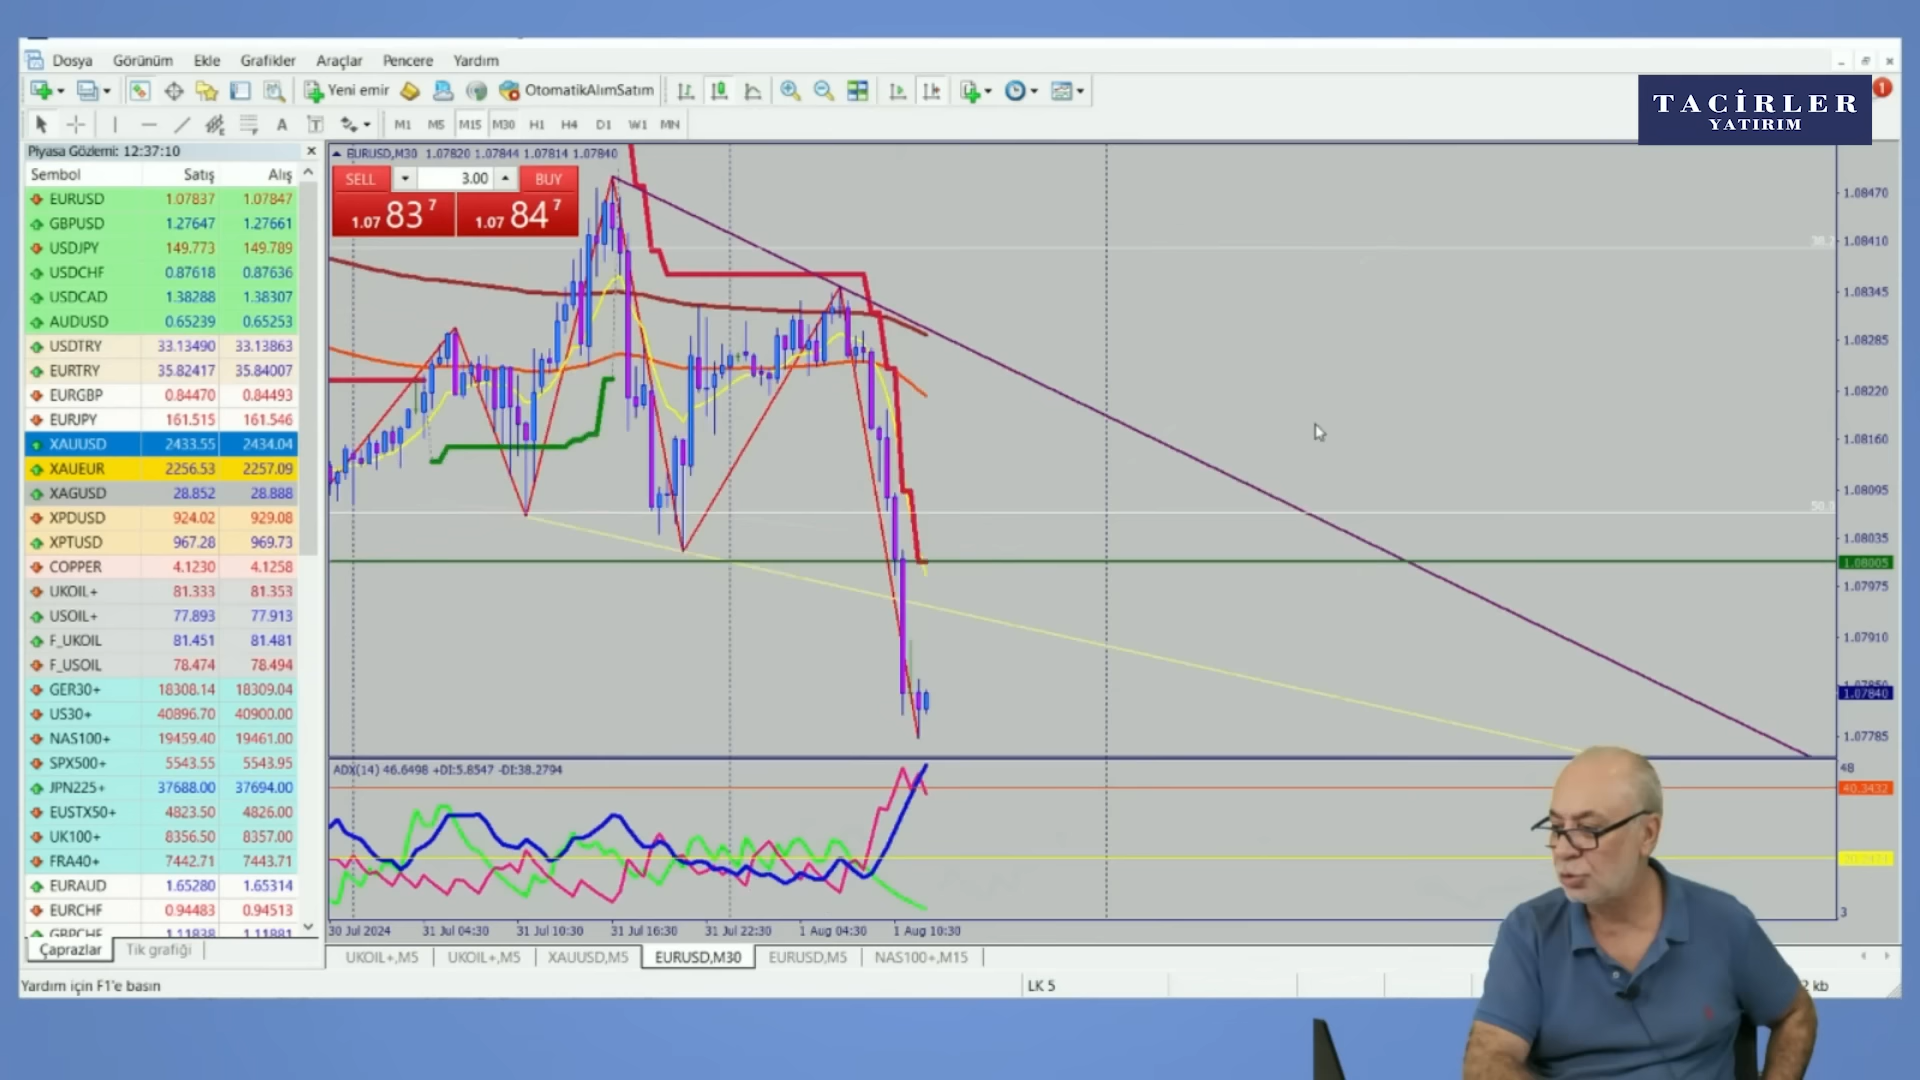 Dosya Görünüm Ekle Grafikler Araçlar Pencere Yardım
Yeni emir OtomatikAlımSatım
M1 M5 M15 M30 H1 H4 D1 W1 MN
TACİRLER
YATIRIM
1
Piyasa Gözlemi: 12:37:10
Sembol Satış Alış
EURUSD 1.07837 1.07847
GBPUSD 1.27647 1.27661
USDJPY 149.773 149.789
USDCHF 0.87618 0.87636
USDCAD 1.38288 1.38307
AUDUSD 0.65239 0.65253
USDTRY 33.13490 33.13863
EURTRY 35.82417 35.84007
EURGBP 0.84470 0.84493
EURJPY 161.515 161.546
XAUUSD 2433.55 2434.04
XAUEUR 2256.53 2257.09
XAGUSD 28.852 28.888
XPDUSD 924.02 929.08
XPTUSD 967.28 969.73
COPPER 4.1230 4.1258
UKOIL+ 81.333 81.353
USOIL+ 77.893 77.913
F_UKOIL 81.451 81.481
F_USOIL 78.474 78.494
GER30+ 18308.14 18309.04
US30+ 40896.70 40900.00
NAS100+ 19459.40 19461.00
SPX500+ 5543.55 5543.95
JPN225+ 37688.00 37694.00
EUSTX50+ 4823.50 4826.00
UK100+ 8356.50 8357.00
FRA40+ 7442.71 7443.71
EURAUD 1.65280 1.65314
EURCHF 0.94483 0.94513
GBPCHF 1.11838 1.11881
Çaprazlar Tik grafiği
EURUSD,M30 1.07820 1.07844 1.07814 1.07840
SELL 3.00 BUY
1.07 83 7 1.07 84 7
1.08470
1.08410
1.08345
1.08285
1.08220
1.08160
1.08095
1.08035
1.08005
1.07975
1.07910
1.07840
1.07785
ADX(14) 46.6498 +DI:5.8547 -DI:38.2794
48
40.3432
3
30 Jul 2024 31 Jul 04:30 31 Jul 10:30 31 Jul 16:30 31 Jul 22:30 1 Aug 04:30 1 Aug 10:30
UKOIL+,M5 UKOIL+,M5 XAUUSD,M5 EURUSD,M30 EURUSD,M5 NAS100+,M15
Yardım için F1'e basın LK 5 2 kb